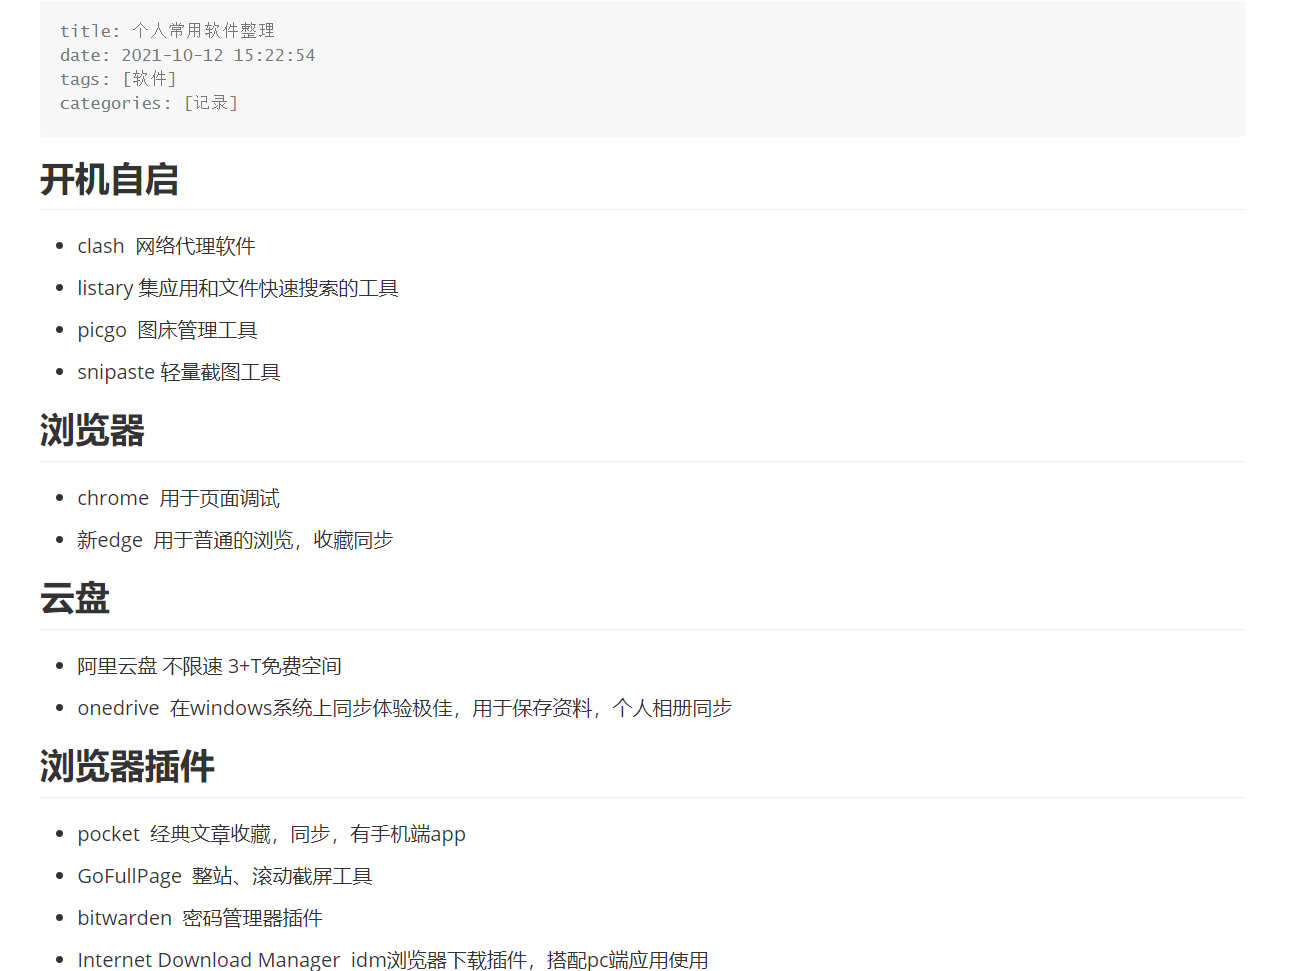 title: 个人常用软件整理
date: 2021-10-12 15:22:54
tags: [软件]
categories: [记录]
开机自启
clash 网络代理软件
listary 集应用和文件快速搜索的工具
picgo 图床管理工具
snipaste 轻量截图工具
浏览器
chrome 用于页面调试
新edge 用于普通的浏览，收藏同步
云盘
阿里云盘 不限速 3+T免费空间
onedrive 在windows系统上同步体验极佳，用于保存资料，个人相册同步
浏览器插件
pocket 经典文章收藏，同步，有手机端app
GoFullPage 整站、滚动截屏工具
bitwarden 密码管理器插件
Internet Download Manager idm浏览器下载插件，搭配pc端应用使用